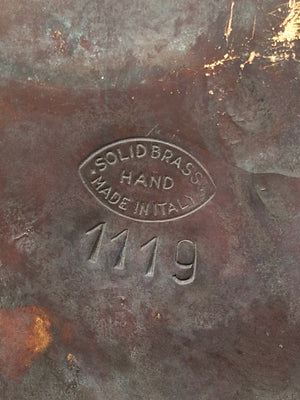 SOLID BRASS
HAND
MADE IN ITALY
1119